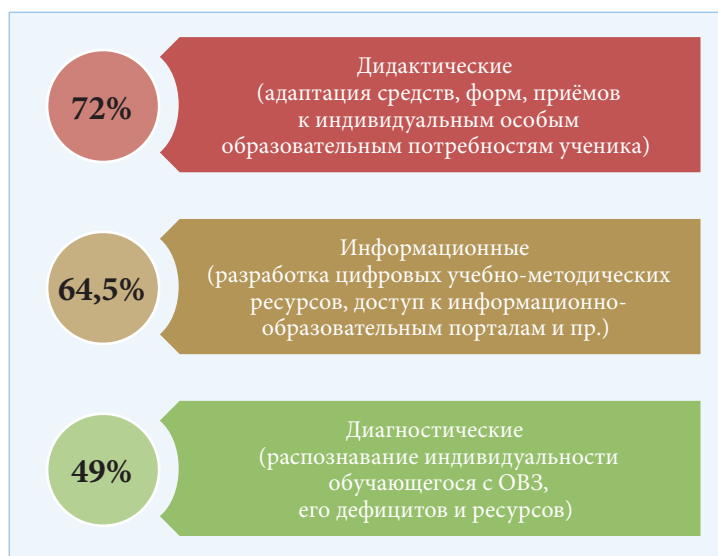 72%
Дидактические
(адаптация средств, форм, приёмов
к индивидуальным особым
образовательным потребностям ученика)
64,5%
Информационные
(разработка цифровых учебно-методических
ресурсов, доступ к информационно-
образовательным порталам и пр.)
49%
Диагностические
(распознавание индивидуальности
обучающегося с ОВЗ,
его дефицитов и ресурсов)